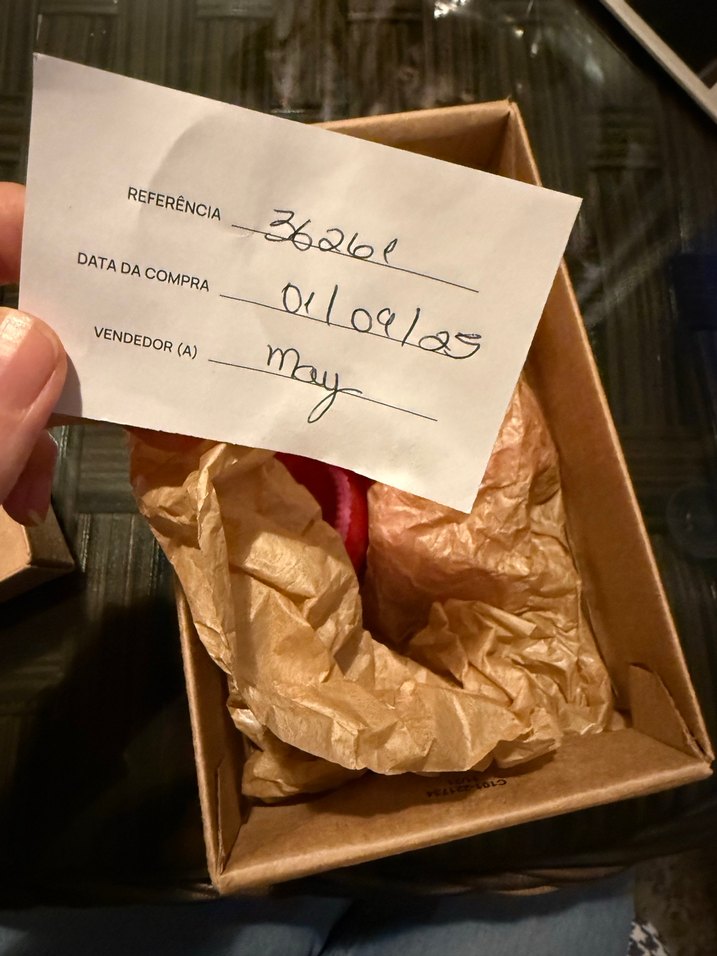 REFERÊNCIA 36261
DATA DA COMPRA 01/09/25
VENDEDOR (A) May